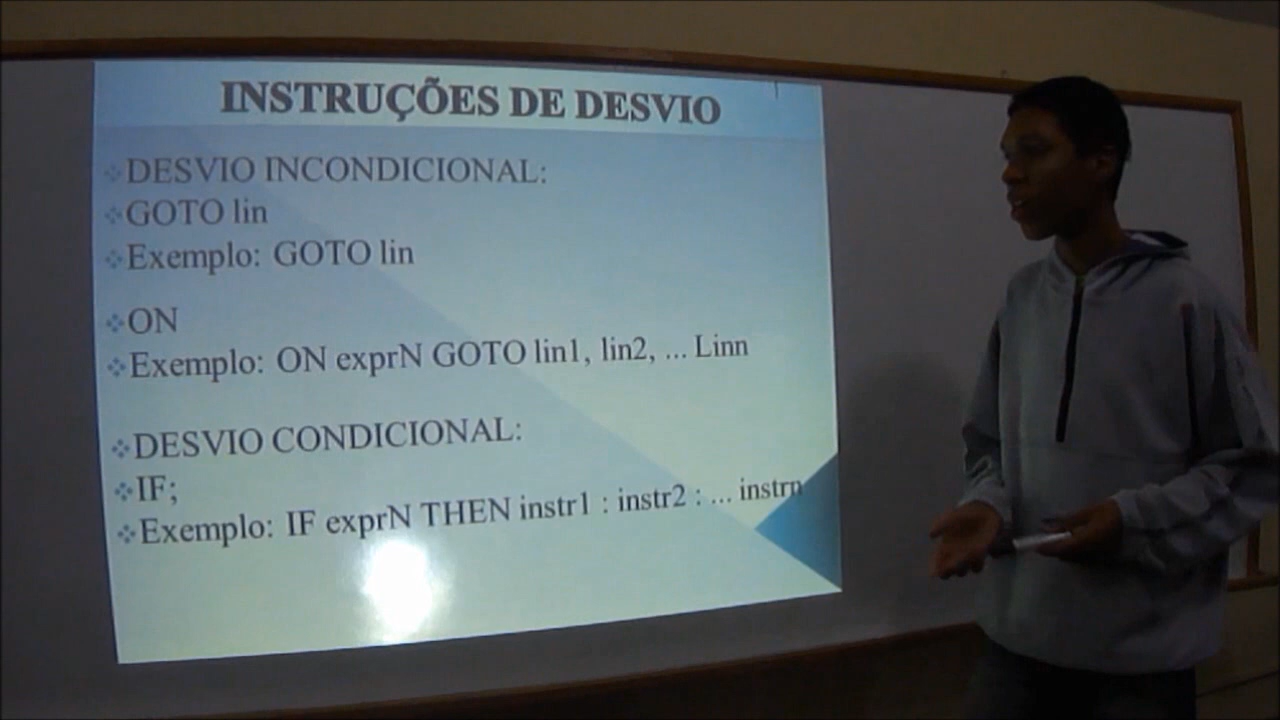 INSTRUÇÕES DE DESVIO
DESVIO INCONDICIONAL:
GOTO lin
Exemplo: GOTO lin
ON
Exemplo: ON exprN GOTO lin1, lin2, ... Linn
DESVIO CONDICIONAL:
IF;
Exemplo: IF exprN THEN instr1 : instr2 : ... instrn